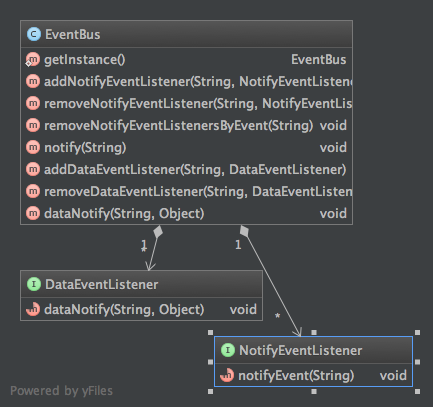 C EventBus
m getInstance() EventBus
m addNotifyEventListener(String, NotifyEventListene
m removeNotifyEventListener(String, NotifyEventLis
m removeNotifyEventListenersByEvent(String) void
m notify(String) void
m addDataEventListener(String, DataEventListener)
m removeDataEventListener(String, DataEventListen
m dataNotify(String, Object) void
1 1
*
I DataEventListener
m dataNotify(String, Object) void
*
I NotifyEventListener
m notifyEvent(String) void
Powered by yFiles